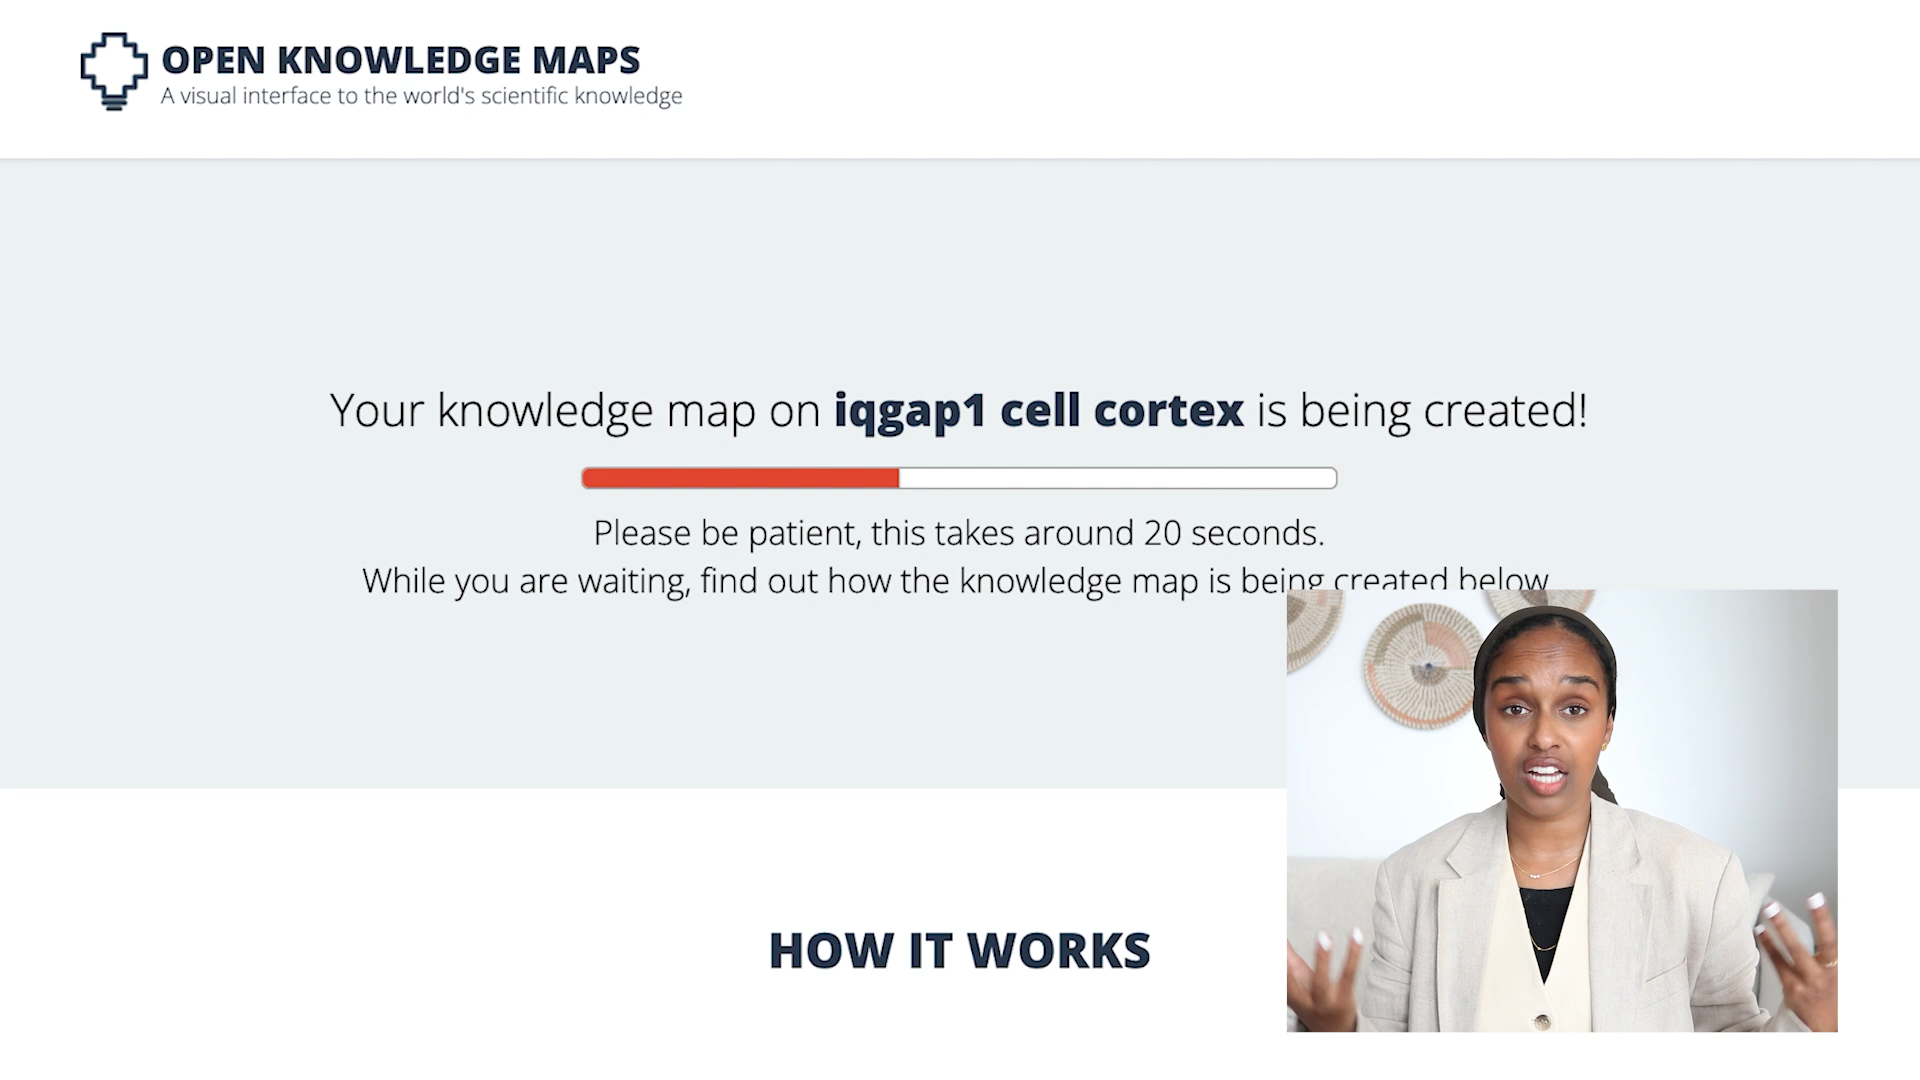 OPEN KNOWLEDGE MAPS
A visual interface to the world's scientific knowledge
Your knowledge map on iqgap1 cell cortex is being created!
Please be patient, this takes around 20 seconds.
While you are waiting, find out how the knowledge map is being created below
HOW IT WORKS